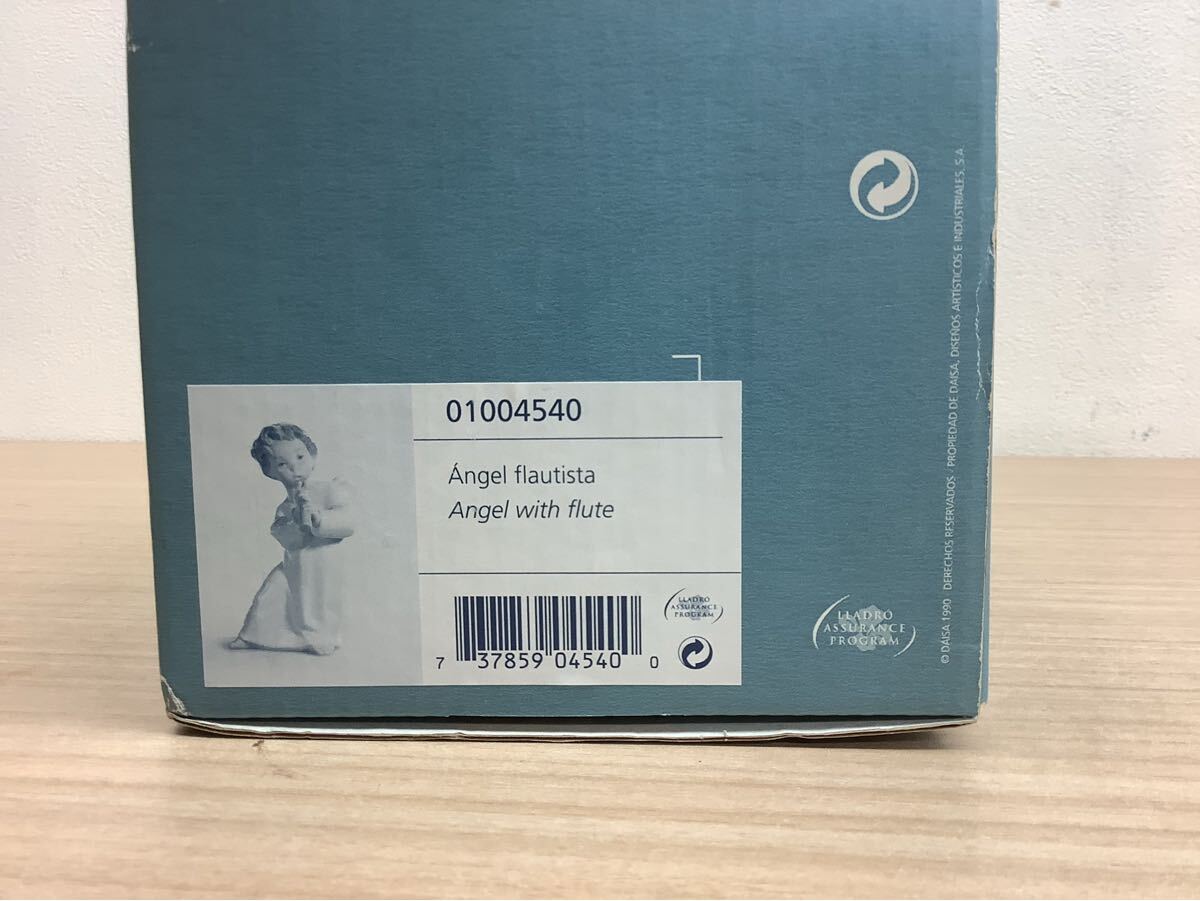 01004540
Ángel flautista
Angel with flute
7 37859 04540 0
LLADRÓ
ASSURANCE
PROGRAM
LLADRÓ
ASSURANCE
PROGRAM
© DAISA 1990 DERECHOS RESERVADOS / PROPIEDAD DE DAISA, DISEÑOS ARTÍSTICOS E INDUSTRIALES, S.A.